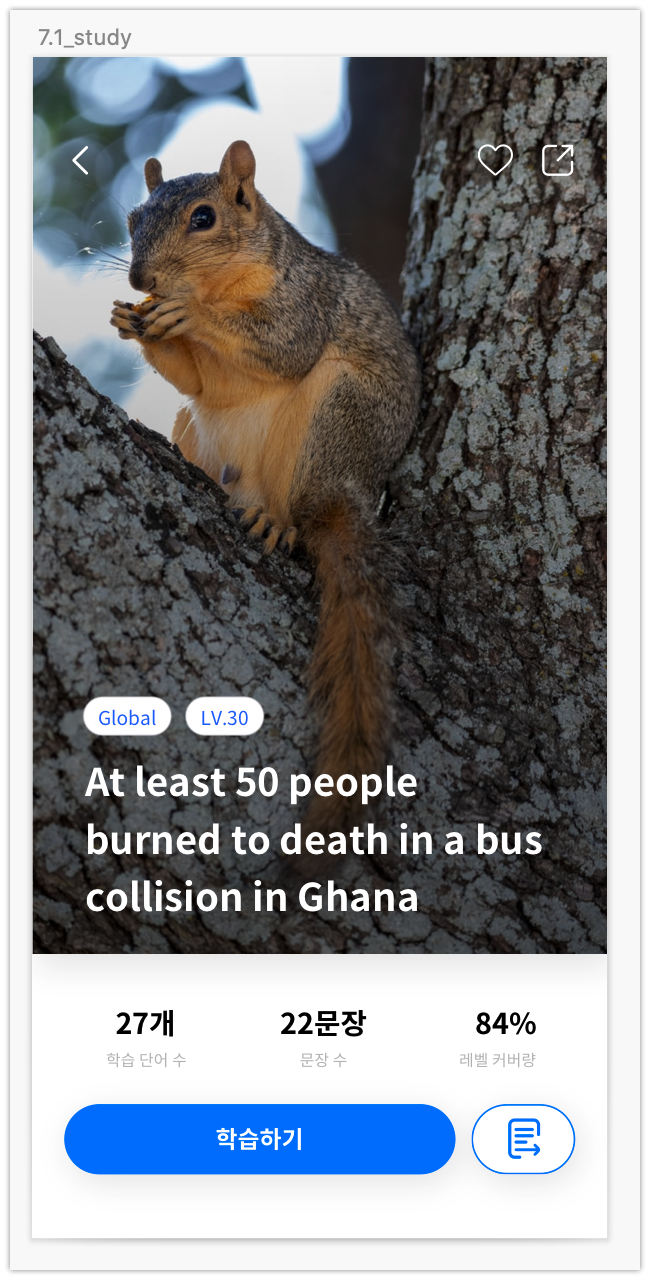 7.1_study
Global LV.30
At least 50 people
burned to death in a bus
collision in Ghana
27개 22문장 84%
학습 단어 수 문장 수 레벨 커버량
학습하기